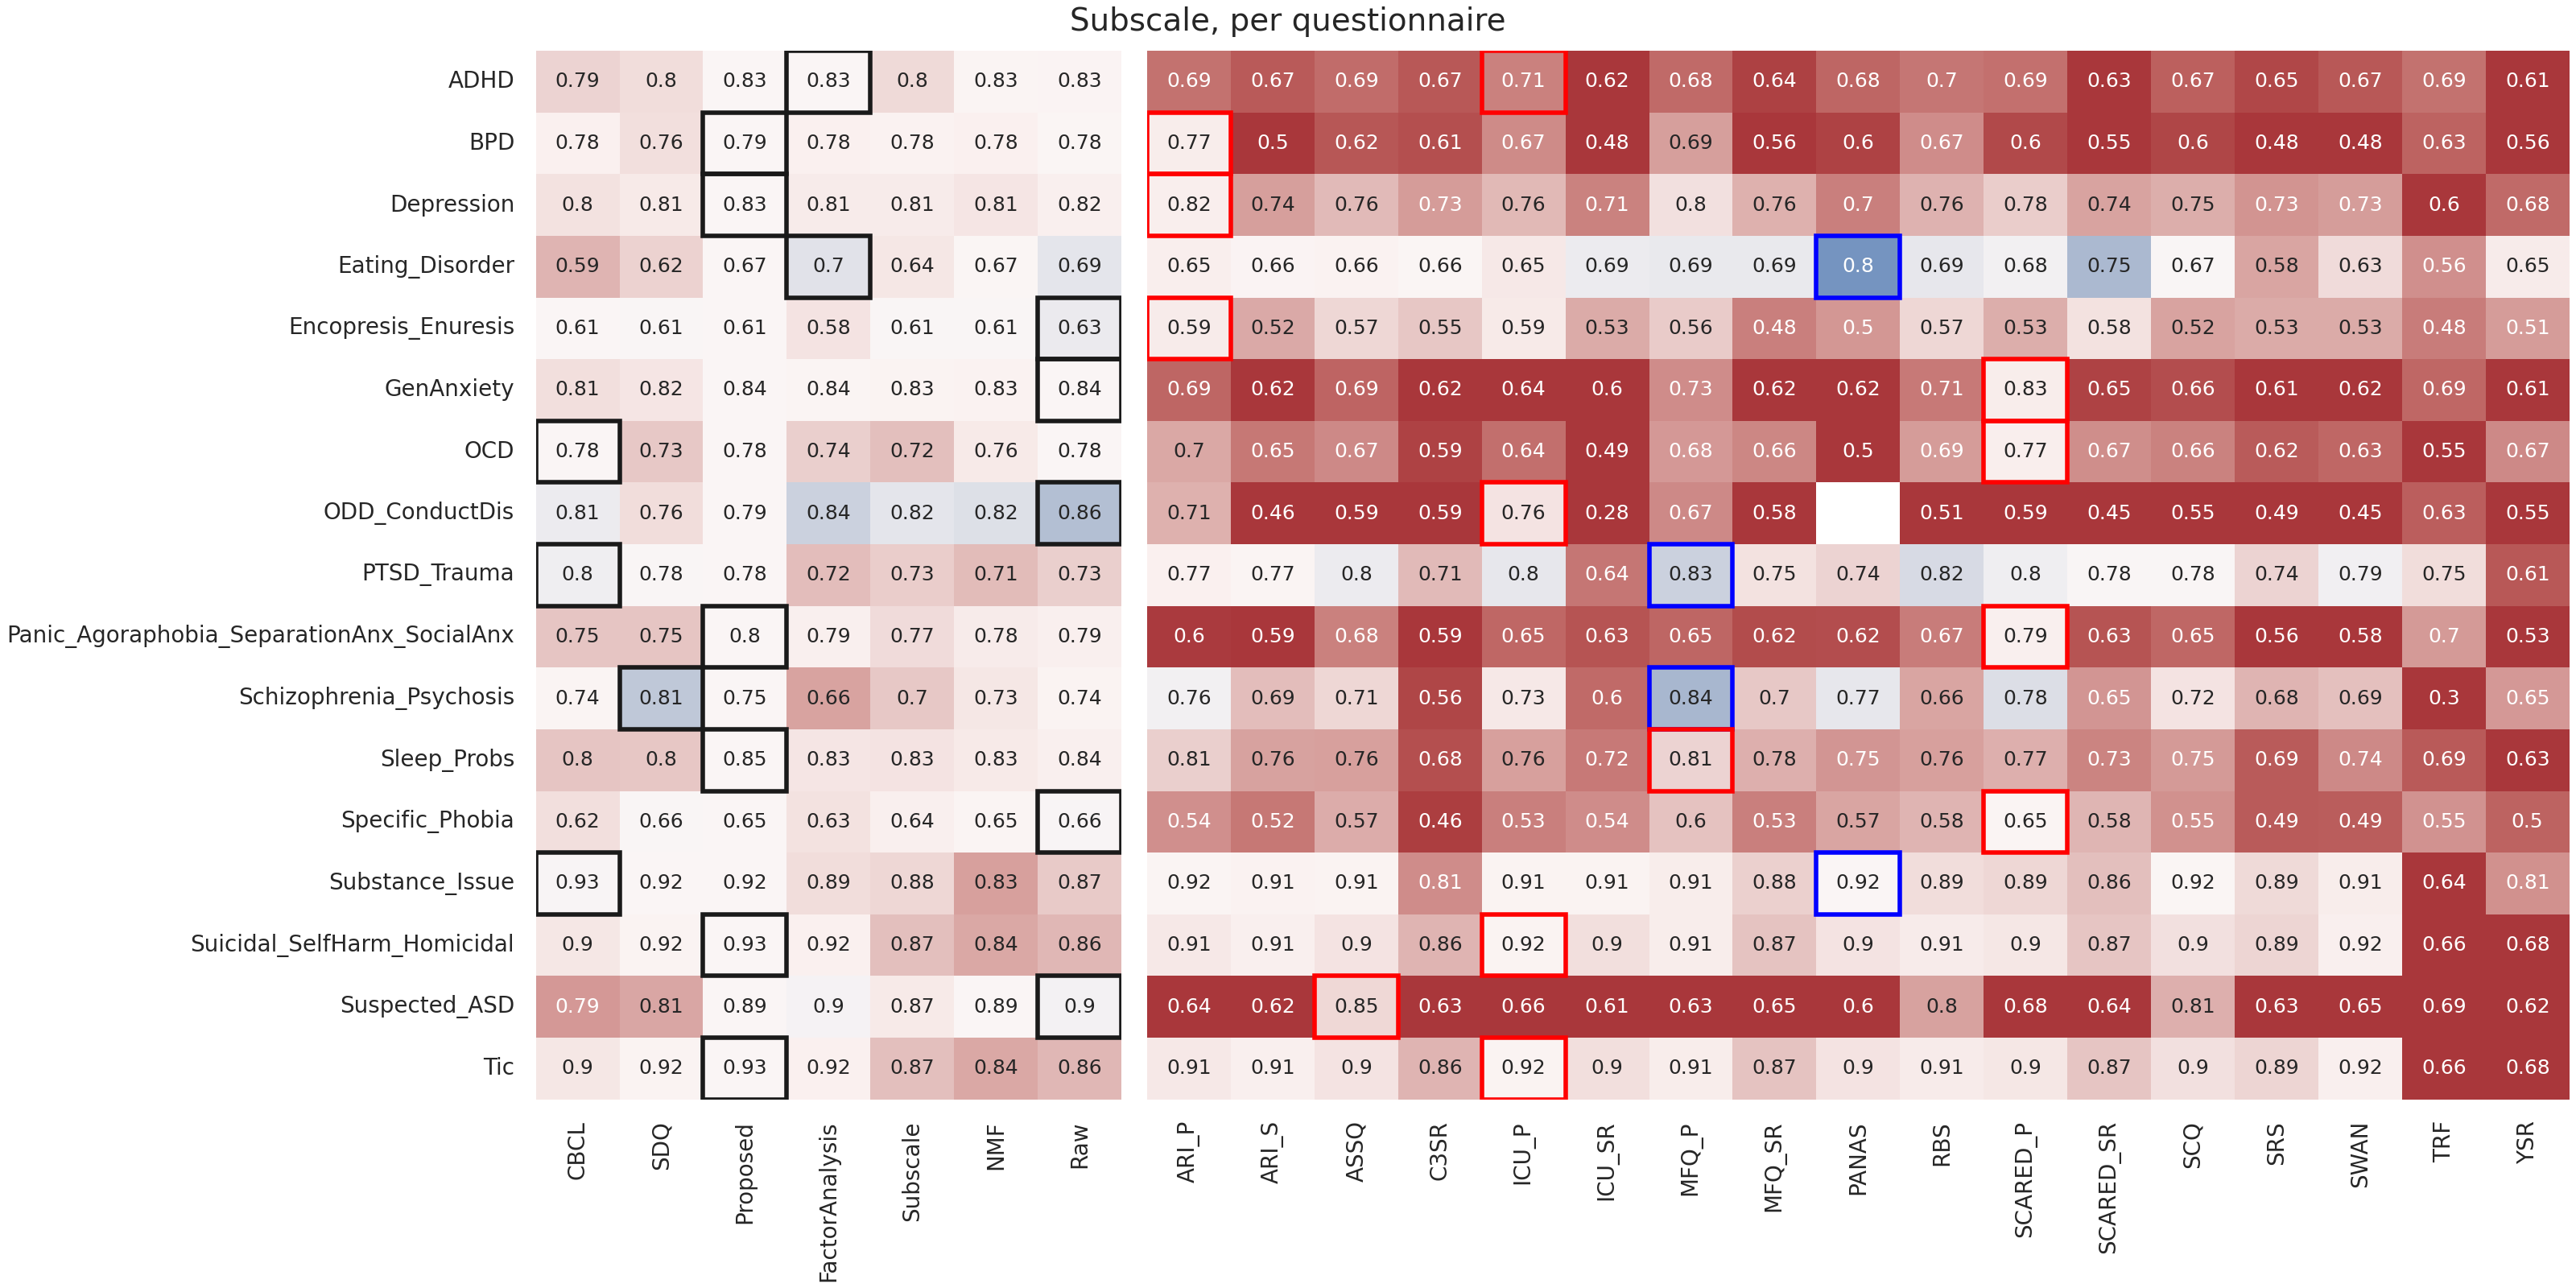 Subscale, per questionnaire
ADHD 0.79 0.8 0.83 0.83 0.8 0.83 0.83 0.69 0.67 0.69 0.67 0.71 0.62 0.68 0.64 0.68 0.7 0.69 0.63 0.67 0.65 0.67 0.69 0.61
BPD 0.78 0.76 0.79 0.78 0.78 0.78 0.78 0.77 0.5 0.62 0.61 0.67 0.48 0.69 0.56 0.6 0.67 0.6 0.55 0.6 0.48 0.48 0.63 0.56
Depression 0.8 0.81 0.83 0.81 0.81 0.81 0.82 0.82 0.74 0.76 0.73 0.76 0.71 0.8 0.76 0.7 0.76 0.78 0.74 0.75 0.73 0.73 0.6 0.68
Eating_Disorder 0.59 0.62 0.67 0.7 0.64 0.67 0.69 0.65 0.66 0.66 0.66 0.65 0.69 0.69 0.69 0.8 0.69 0.68 0.75 0.67 0.58 0.63 0.56 0.65
Encopresis_Enuresis 0.61 0.61 0.61 0.58 0.61 0.61 0.63 0.59 0.52 0.57 0.55 0.59 0.53 0.56 0.48 0.5 0.57 0.53 0.58 0.52 0.53 0.53 0.48 0.51
GenAnxiety 0.81 0.82 0.84 0.84 0.83 0.83 0.84 0.69 0.62 0.69 0.62 0.64 0.6 0.73 0.62 0.62 0.71 0.83 0.65 0.66 0.61 0.62 0.69 0.61
OCD 0.78 0.73 0.78 0.74 0.72 0.76 0.78 0.7 0.65 0.67 0.59 0.64 0.49 0.68 0.66 0.5 0.69 0.77 0.67 0.66 0.62 0.63 0.55 0.67
ODD_ConductDis 0.81 0.76 0.79 0.84 0.82 0.82 0.86 0.71 0.46 0.59 0.59 0.76 0.28 0.67 0.58 0.51 0.59 0.45 0.55 0.49 0.45 0.63 0.55
PTSD_Trauma 0.8 0.78 0.78 0.72 0.73 0.71 0.73 0.77 0.77 0.8 0.71 0.8 0.64 0.83 0.75 0.74 0.82 0.8 0.78 0.78 0.74 0.79 0.75 0.61
Panic_Agoraphobia_SeparationAnx_SocialAnx 0.75 0.75 0.8 0.79 0.77 0.78 0.79 0.6 0.59 0.68 0.59 0.65 0.63 0.65 0.62 0.62 0.67 0.79 0.63 0.65 0.56 0.58 0.7 0.53
Schizophrenia_Psychosis 0.74 0.81 0.75 0.66 0.7 0.73 0.74 0.76 0.69 0.71 0.56 0.73 0.6 0.84 0.7 0.77 0.66 0.78 0.65 0.72 0.68 0.69 0.3 0.65
Sleep_Probs 0.8 0.8 0.85 0.83 0.83 0.83 0.84 0.81 0.76 0.76 0.68 0.76 0.72 0.81 0.78 0.75 0.76 0.77 0.73 0.75 0.69 0.74 0.69 0.63
Specific_Phobia 0.62 0.66 0.65 0.63 0.64 0.65 0.66 0.54 0.52 0.57 0.46 0.53 0.54 0.6 0.53 0.57 0.58 0.65 0.58 0.55 0.49 0.49 0.55 0.5
Substance_Issue 0.93 0.92 0.92 0.89 0.88 0.83 0.87 0.92 0.91 0.91 0.81 0.91 0.91 0.91 0.88 0.92 0.89 0.89 0.86 0.92 0.89 0.91 0.64 0.81
Suicidal_SelfHarm_Homicidal 0.9 0.92 0.93 0.92 0.87 0.84 0.86 0.91 0.91 0.9 0.86 0.92 0.9 0.91 0.87 0.9 0.91 0.9 0.87 0.9 0.89 0.92 0.66 0.68
Suspected_ASD 0.79 0.81 0.89 0.9 0.87 0.89 0.9 0.64 0.62 0.85 0.63 0.66 0.61 0.63 0.65 0.6 0.8 0.68 0.64 0.81 0.63 0.65 0.69 0.62
Tic 0.9 0.92 0.93 0.92 0.87 0.84 0.86 0.91 0.91 0.9 0.86 0.92 0.9 0.91 0.87 0.9 0.91 0.9 0.87 0.9 0.89 0.92 0.66 0.68
CBCL SDQ Proposed FactorAnalysis Subscale NMF Raw ARI_P ARI_S ASSQ C3SR ICU_P ICU_SR MFQ_P MFQ_SR PANAS RBS SCARED_P SCARED_SR SCQ SRS SWAN TRF YSR